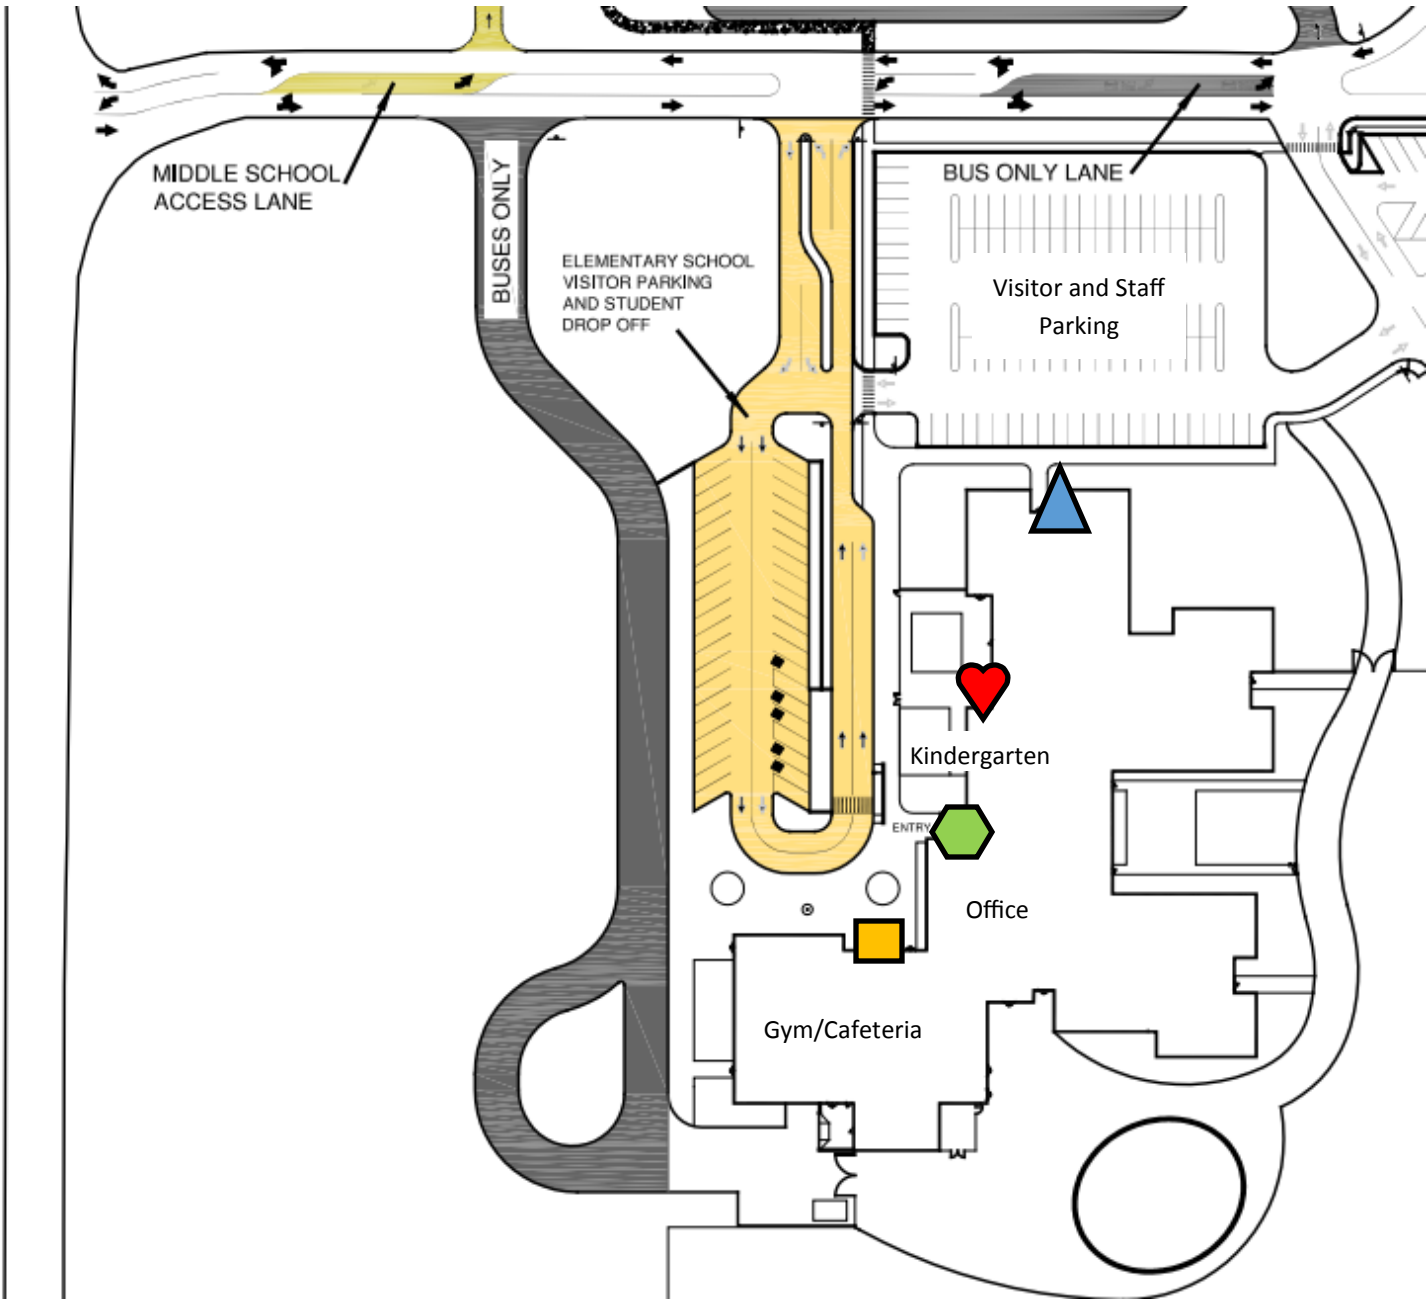 MIDDLE SCHOOL
ACCESS LANE
BUSES ONLY
BUS ONLY LANE
ELEMENTARY SCHOOL
VISITOR PARKING
AND STUDENT
DROP OFF
Visitor and Staff
Parking
Kindergarten
ENTRY
Office
Gym/Cafeteria